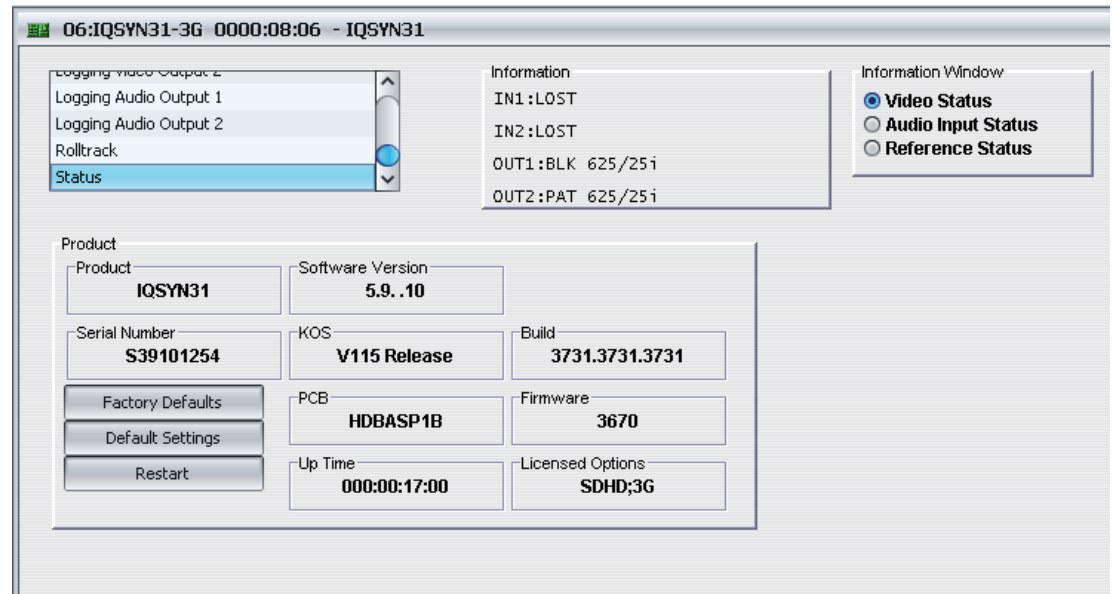 06:IQSYN31-3G 0000:08:06 - IQSYN31
Logging Video Output 2
Logging Audio Output 1
Logging Audio Output 2
Rolltrack
Status
Information
IN1:LOST
IN2:LOST
OUT1:BLK 625/25i
OUT2:PAT 625/25i
Information Window
Video Status
Audio Input Status
Reference Status
Product
Product
IQSYN31
Software Version
5.9. .10
Serial Number
S39101254
KOS
V115 Release
Build
3731.3731.3731
Factory Defaults
Default Settings
Restart
PCB
HDBASP1B
Firmware
3670
Up Time
000:00:17:00
Licensed Options
SDHD;3G